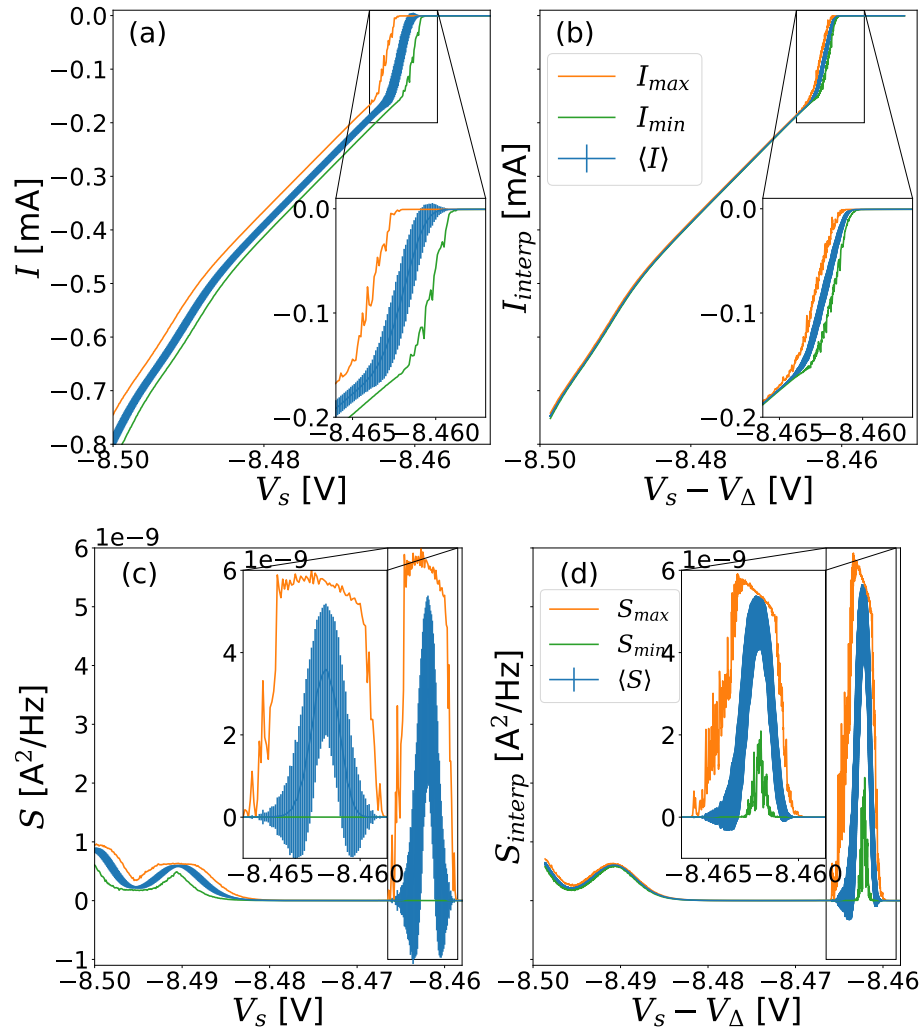 (a)
0.0
−0.1
−0.2
−0.3
−0.4
−0.5
−0.6
−0.7
−0.8
I [mA]
−8.50
−8.48
−8.46
V_s [V]
0.0
−0.1
−0.2
−8.465
−8.460
(b)
I_max
I_min
⟨I⟩
I_interp [mA]
−8.50
−8.48
−8.46
V_s − V_Δ [V]
0.0
−0.1
−0.2
−8.465
−8.460
1e−9
(c)
6
5
4
3
2
1
0
−1
S [A²/Hz]
−8.50
−8.49
−8.48
−8.47
−8.46
V_s [V]
1e−9
6
4
2
0
−8.465
−8.460
(d)
S_max
S_min
⟨S⟩
S_interp [A²/Hz]
−8.50
−8.49
−8.48
−8.47
−8.46
V_s − V_Δ [V]
1e−9
6
4
2
0
−8.465
−8.460